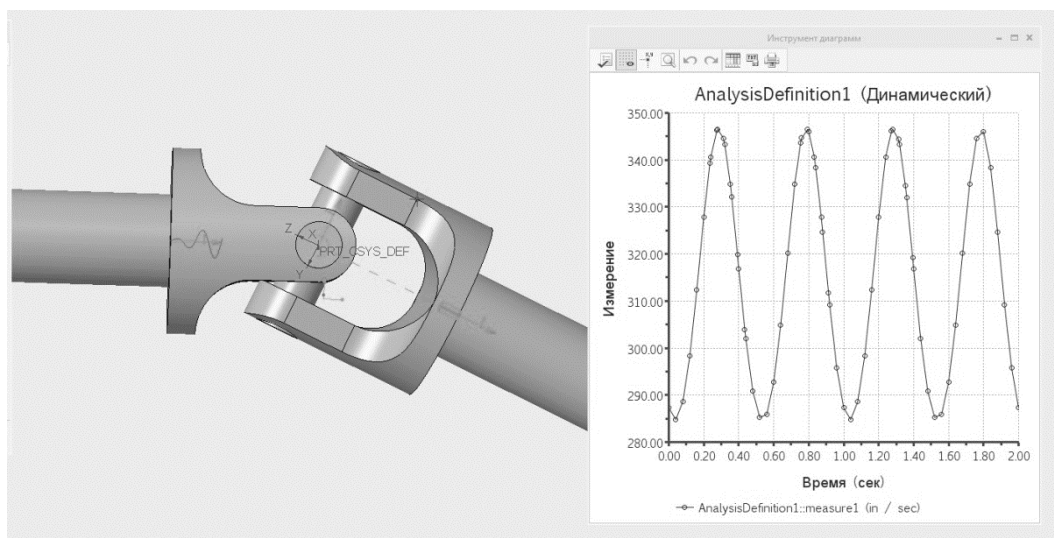 Инструмент диаграмм
AnalysisDefinition1 (Динамический)
350.00
340.00
330.00
320.00
310.00
300.00
290.00
280.00
Измерение
0.00 0.20 0.40 0.60 0.80 1.00 1.20 1.40 1.60 1.80 2.00
Время (сек)
AnalysisDefinition1::measure1 (in / sec)
Z X
PRT_CSYS_DEF
Y